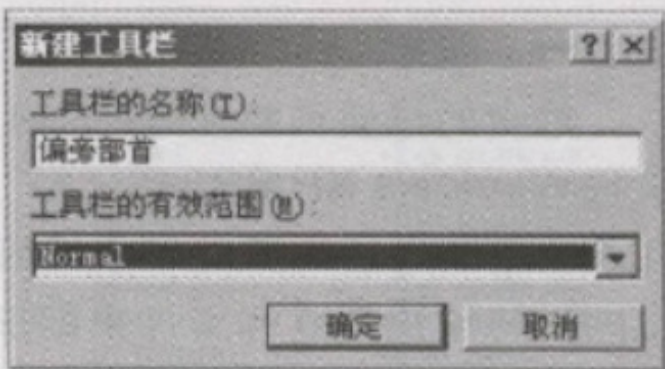 新建工具栏
工具栏的名称(T):
偏旁部首
工具栏的有效范围(M):
Normal
确定 取消